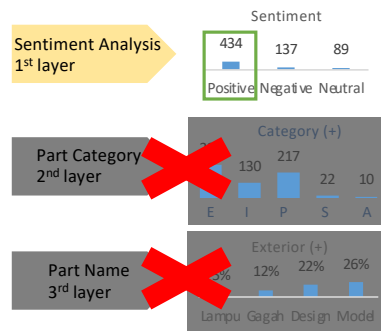 Sentiment
Sentiment Analysis
1st layer
434 137 89
Positive Negative Neutral
Part Category
2nd layer
Category (+)
130 217 22 10
E I P S A
Part Name
3rd layer
Exterior (+)
12% 22% 26%
Lampu Gagah Design Model